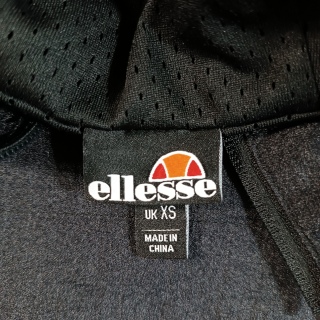 ellesse
UK XS
MADE IN
CHINA